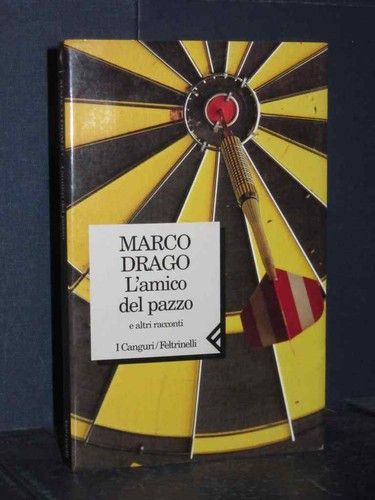 MARCO
DRAGO
L'amico
del pazzo
e altri racconti
I Canguri/Feltrinelli